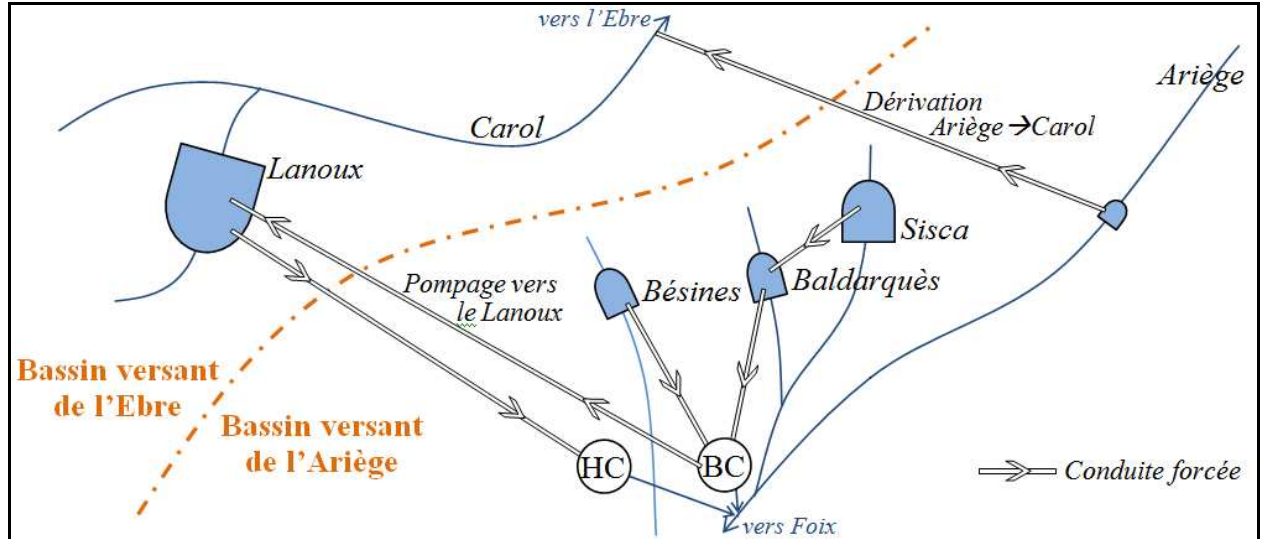 vers l'Ebre
Ariège
Dérivation
Ariège→Carol
Carol
Lanoux
Sisca
Pompage vers
le Lanoux
Bésines
Baldarquès
Bassin versant
de l'Ebre
Bassin versant
de l'Ariège
HC
BC
Conduite forcée
vers Foix